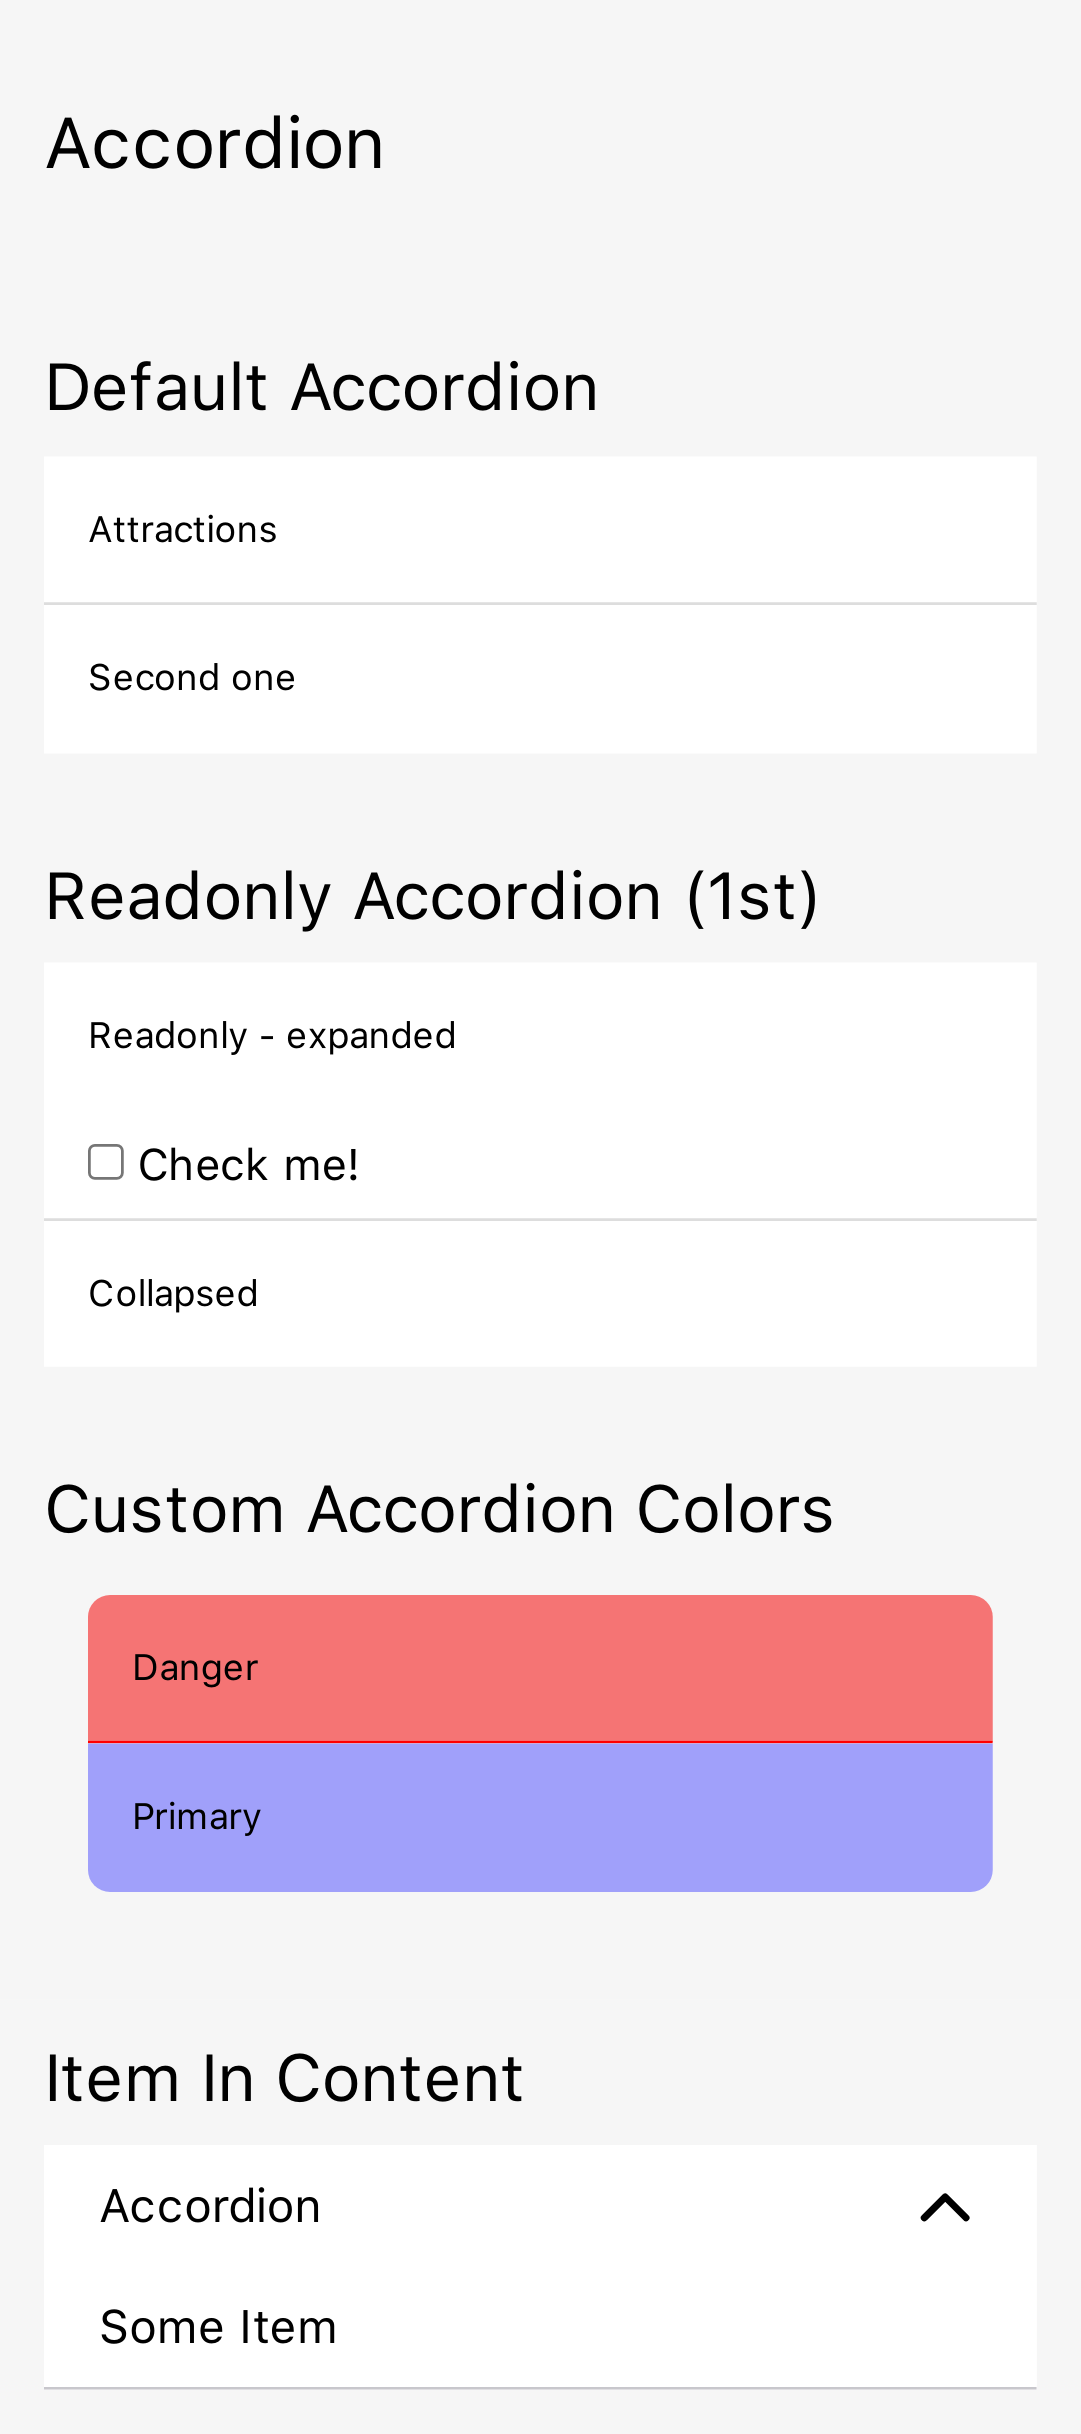 Accordion
Default Accordion
Attractions
Second one
Readonly Accordion (1st)
Readonly - expanded
Check me!
Collapsed
Custom Accordion Colors
Danger
Primary
Item In Content
Accordion
Some Item